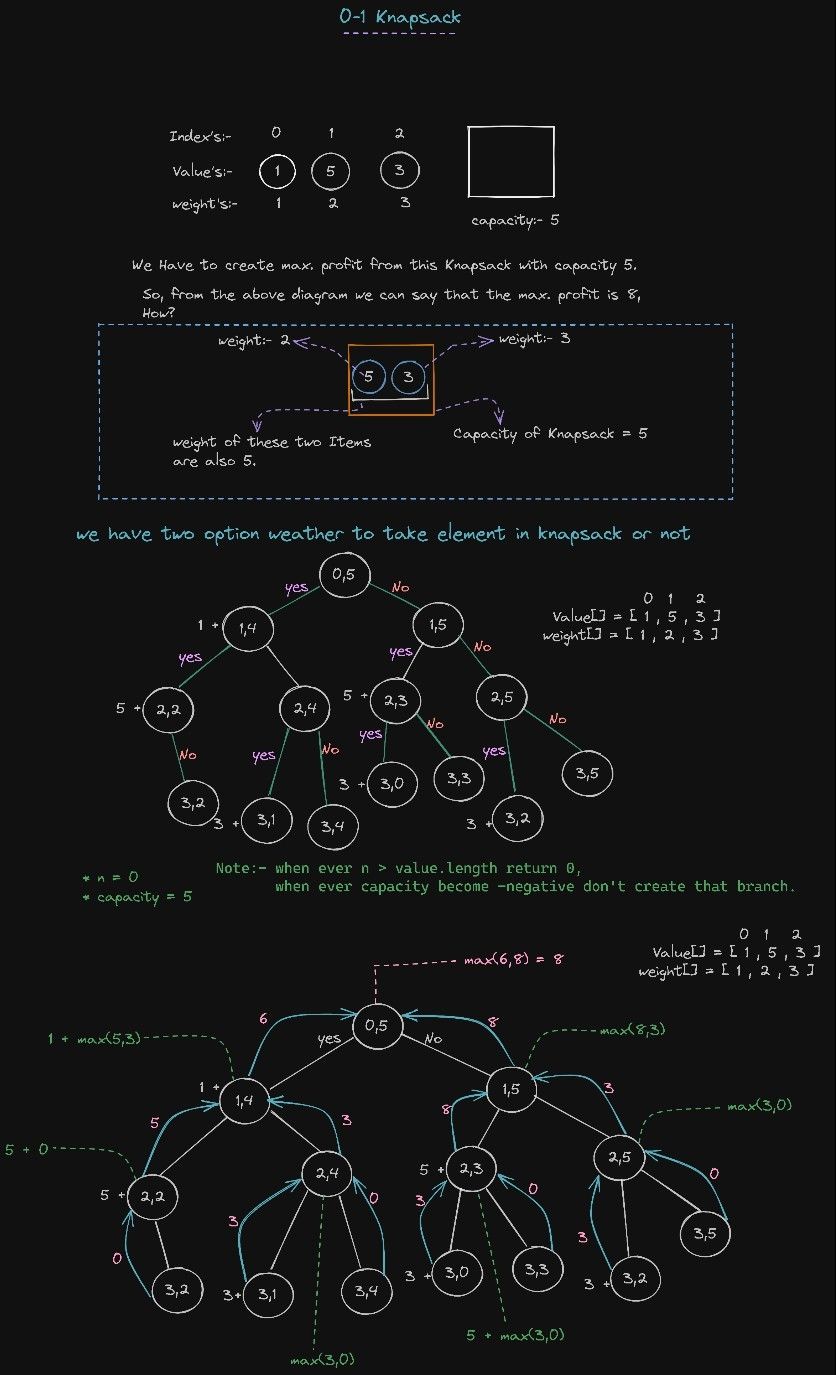 0-1 Knapsack
Index's:- 0 1 2
Value's:- 1 5 3
weight's:- 1 2 3
capacity:- 5
We Have to create max. profit from this Knapsack with capacity 5.
So, from the above diagram we can say that the max. profit is 8,
How?
weight:- 2
weight:- 3
5 3
weight of these two Items
are also 5.
Capacity of Knapsack = 5
we have two option weather to take element in knapsack or not
0,5
yes No
0 1 2
Value[] = [ 1 , 5 , 3 ]
weight[] = [ 1 , 2 , 3 ]
1 + 1,4 1,5
yes yes No
5 + 2,2 2,4 5 + 2,3 2,5
No yes No yes No yes No
3,2 3 + 3,1 3,4 3 + 3,0 3,3 3 + 3,2 3,5
* n = 0
* capacity = 5
Note:- when ever n > value.length return 0,
when ever capacity become -negative don't create that branch.
0 1 2
Value[] = [ 1 , 5 , 3 ]
weight[] = [ 1 , 2 , 3 ]
max(6,8) = 8
6 0,5 8
yes No
1 + max(5,3) max(8,3)
1 + 1,4 1,5
5 3 8 3
max(3,0)
5 + 0
5 + 2,2 2,4 5 + 2,3 2,5
0 3 0 3 0 3 0
3,2 3+ 3,1 3,4 3 + 3,0 3,3 3 + 3,2 3,5
5 + max(3,0)
max(3,0)